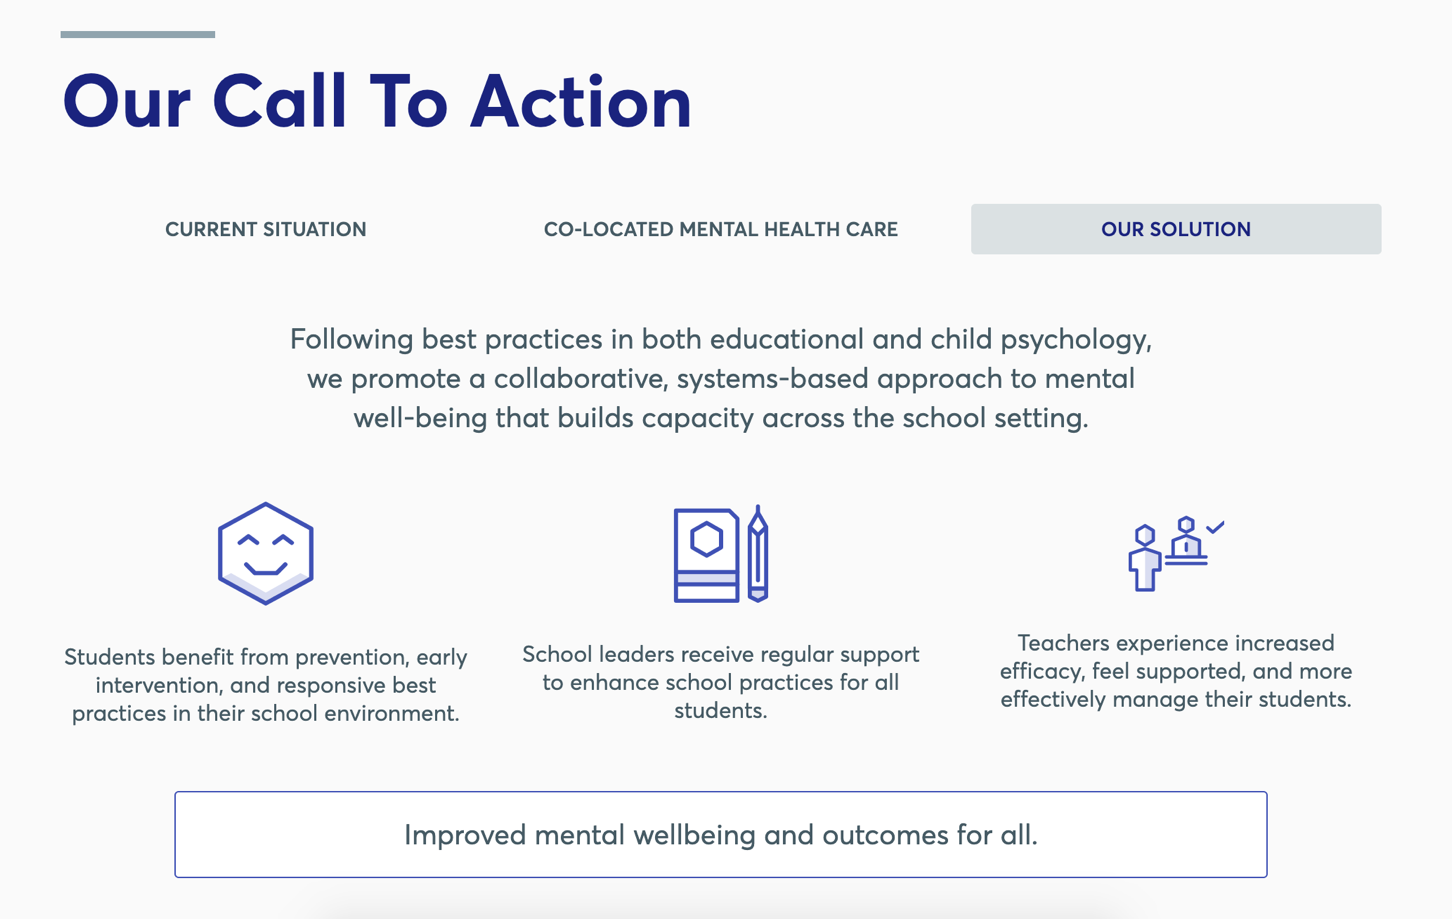 Our Call To Action
CURRENT SITUATION
CO-LOCATED MENTAL HEALTH CARE
OUR SOLUTION
Following best practices in both educational and child psychology,
we promote a collaborative, systems-based approach to mental
well-being that builds capacity across the school setting.
Students benefit from prevention, early
intervention, and responsive best
practices in their school environment.
School leaders receive regular support
to enhance school practices for all
students.
Teachers experience increased
efficacy, feel supported, and more
effectively manage their students.
Improved mental wellbeing and outcomes for all.